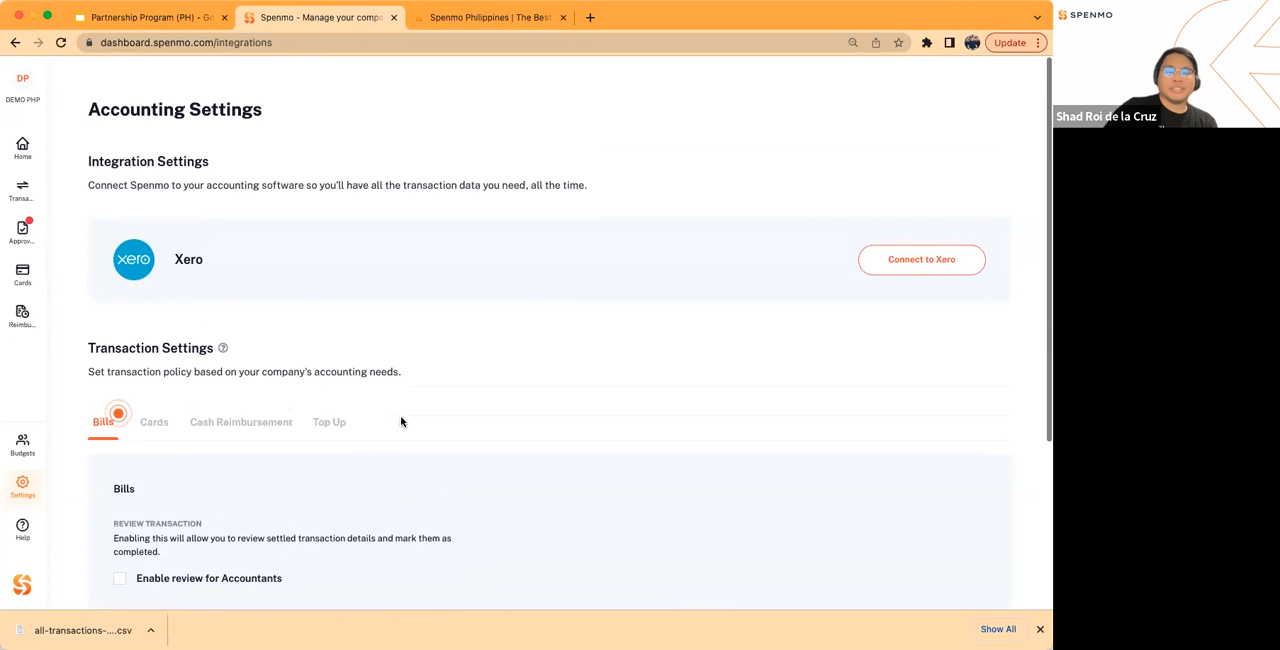 Partnership Program (PH) - Go
Spenmo - Manage your compa
Spenmo Philippines | The Best
dashboard.spenmo.com/integrations
Update
SPENMO
Shad Roi de la Cruz
DP
DEMO PHP
Home
Transa...
Approv...
Cards
Reimbu...
Budgets
Settings
Help
Accounting Settings
Integration Settings
Connect Spenmo to your accounting software so you'll have all the transaction data you need, all the time.
xero
Xero
Connect to Xero
Transaction Settings
Set transaction policy based on your company's accounting needs.
Bills
Cards
Cash Reimbursement
Top Up
Bills
REVIEW TRANSACTION
Enabling this will allow you to review settled transaction details and mark them as
completed.
Enable review for Accountants
all-transactions-....csv
Show All